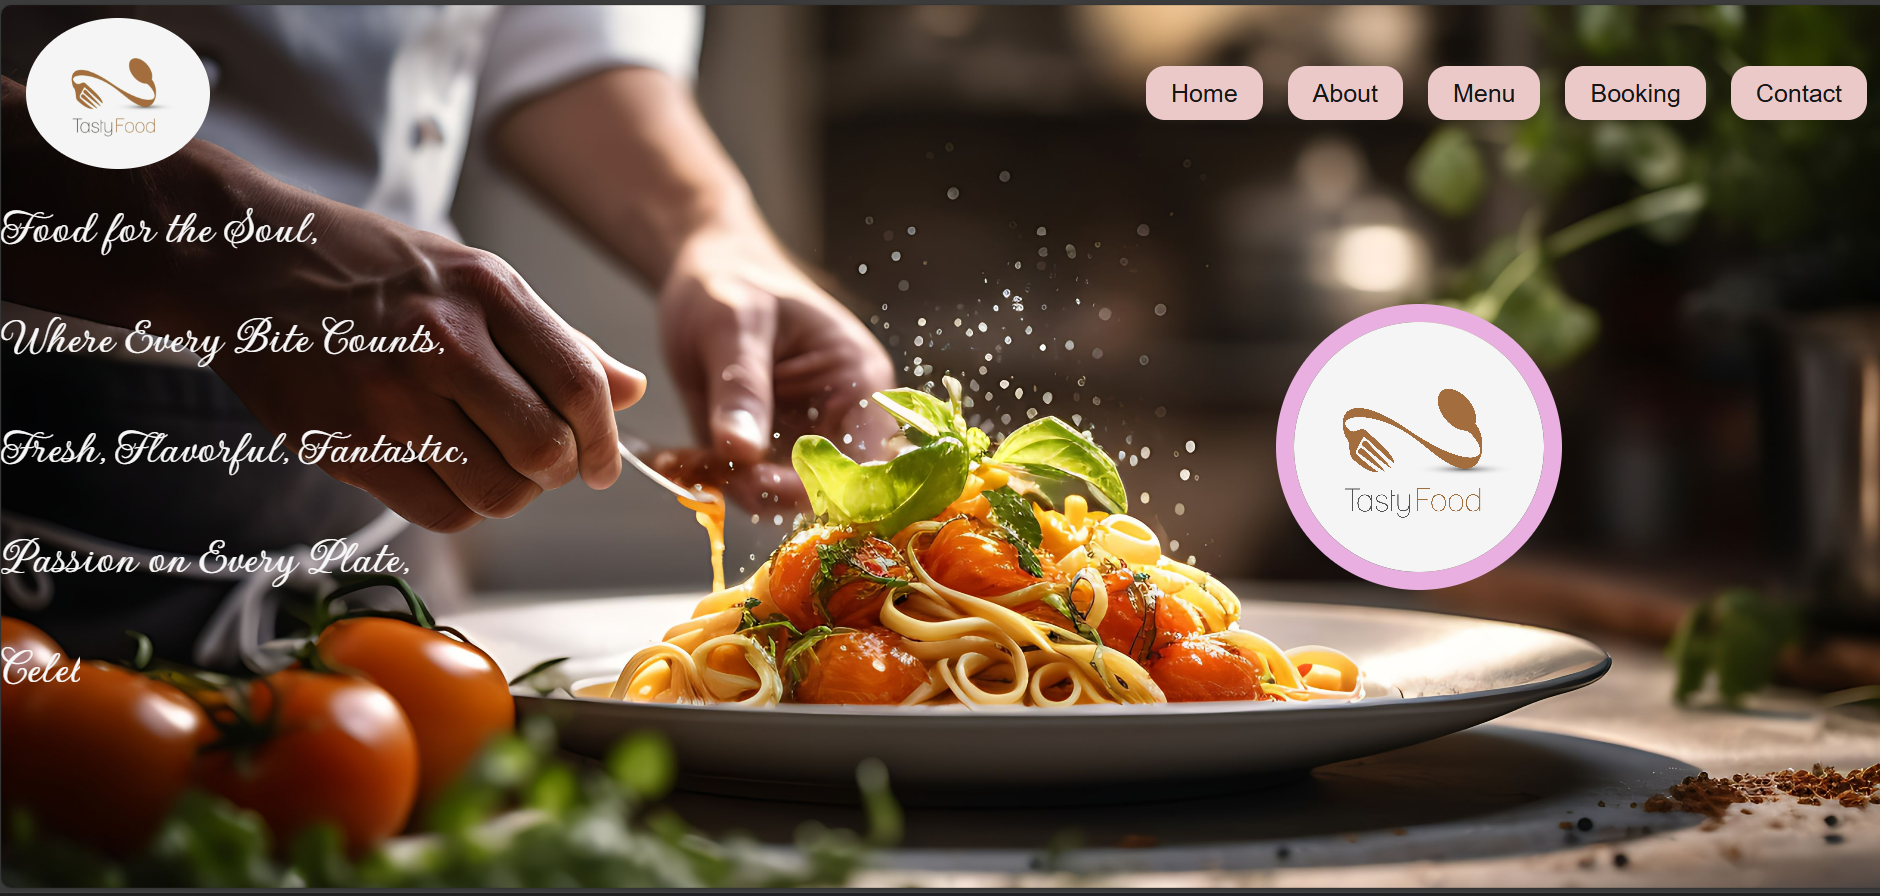 TastyFood
Home About Menu Booking Contact
Food for the Soul,
Where Every Bite Counts,
Fresh, Flavorful, Fantastic,
TastyFood
Passion on Every Plate,